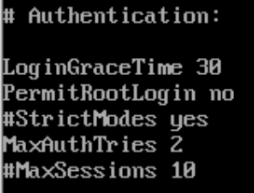 # Authentication:
LoginGraceTime 30
PermitRootLogin no
#StrictModes yes
MaxAuthTries 2
#MaxSessions 10